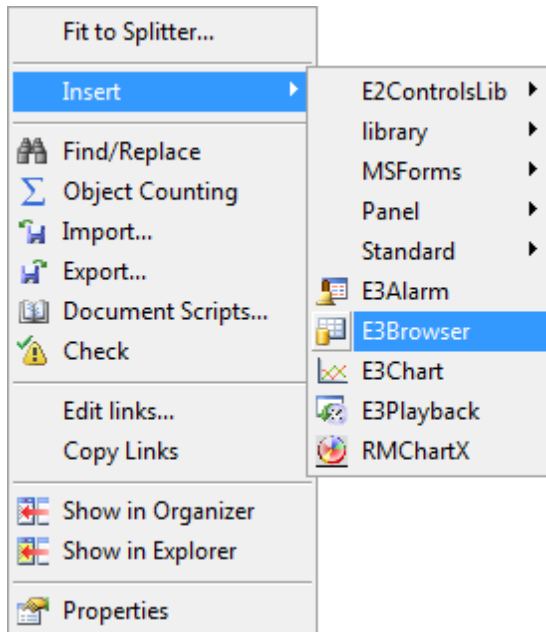 Fit to Splitter...
Insert
Find/Replace
Object Counting
Import...
Export...
Document Scripts...
Check
Edit links...
Copy Links
Show in Organizer
Show in Explorer
Properties
E2ControlsLib
library
MSForms
Panel
Standard
E3Alarm
E3Browser
E3Chart
E3Playback
RMChartX